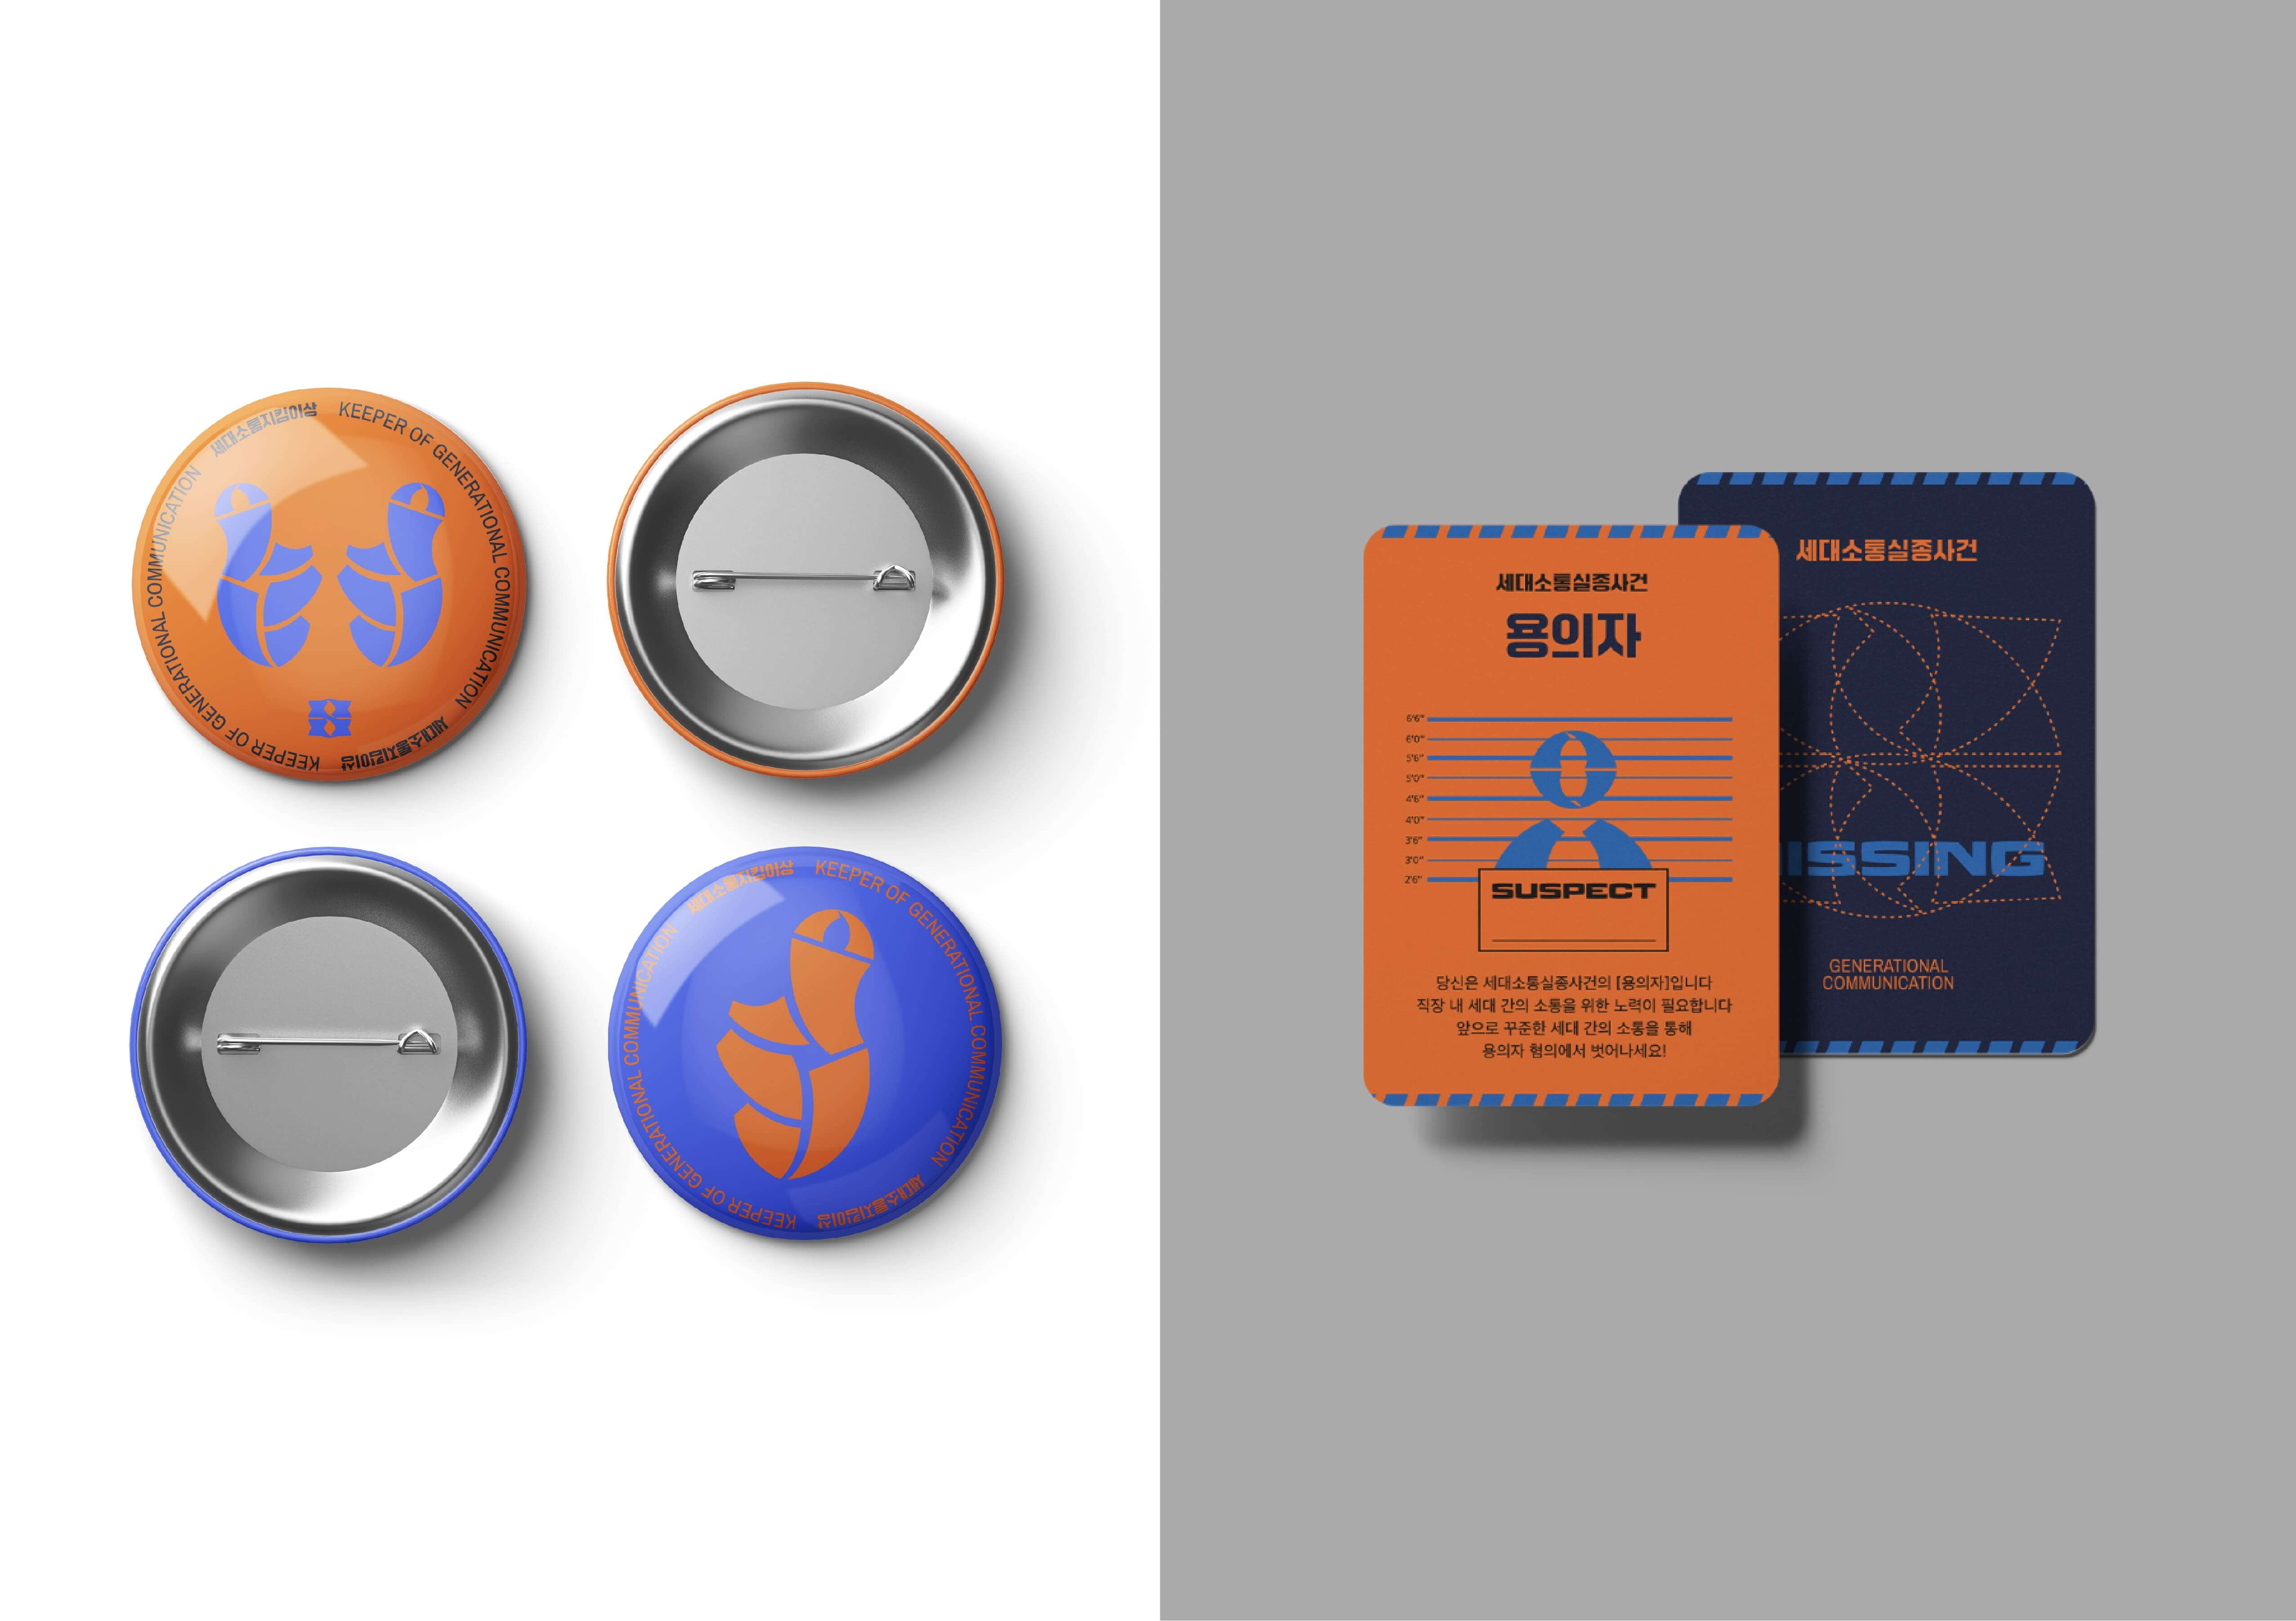 세대소통지킴이상 KEEPER OF GENERATIONAL COMMUNICATION
세대소통지킴이상 KEEPER OF GENERATIONAL COMMUNICATION
세대소통지킴이상 KEEPER OF GENERATIONAL COMMUNICATION
세대소통지킴이상 KEEPER OF GENERATIONAL COMMUNICATION
세대소통실종사건
용의자
6'6"
6'0"
5'6"
5'0"
4'6"
4'0"
3'6"
3'0"
2'6"
SUSPECT
당신은 세대소통실종사건의 [용의자]입니다
직장 내 세대 간의 소통을 위한 노력이 필요합니다
앞으로 꾸준한 세대 간의 소통을 통해
용의자 혐의에서 벗어나세요!
세대소통실종사건
ISSING
GENERATIONAL
COMMUNICATION